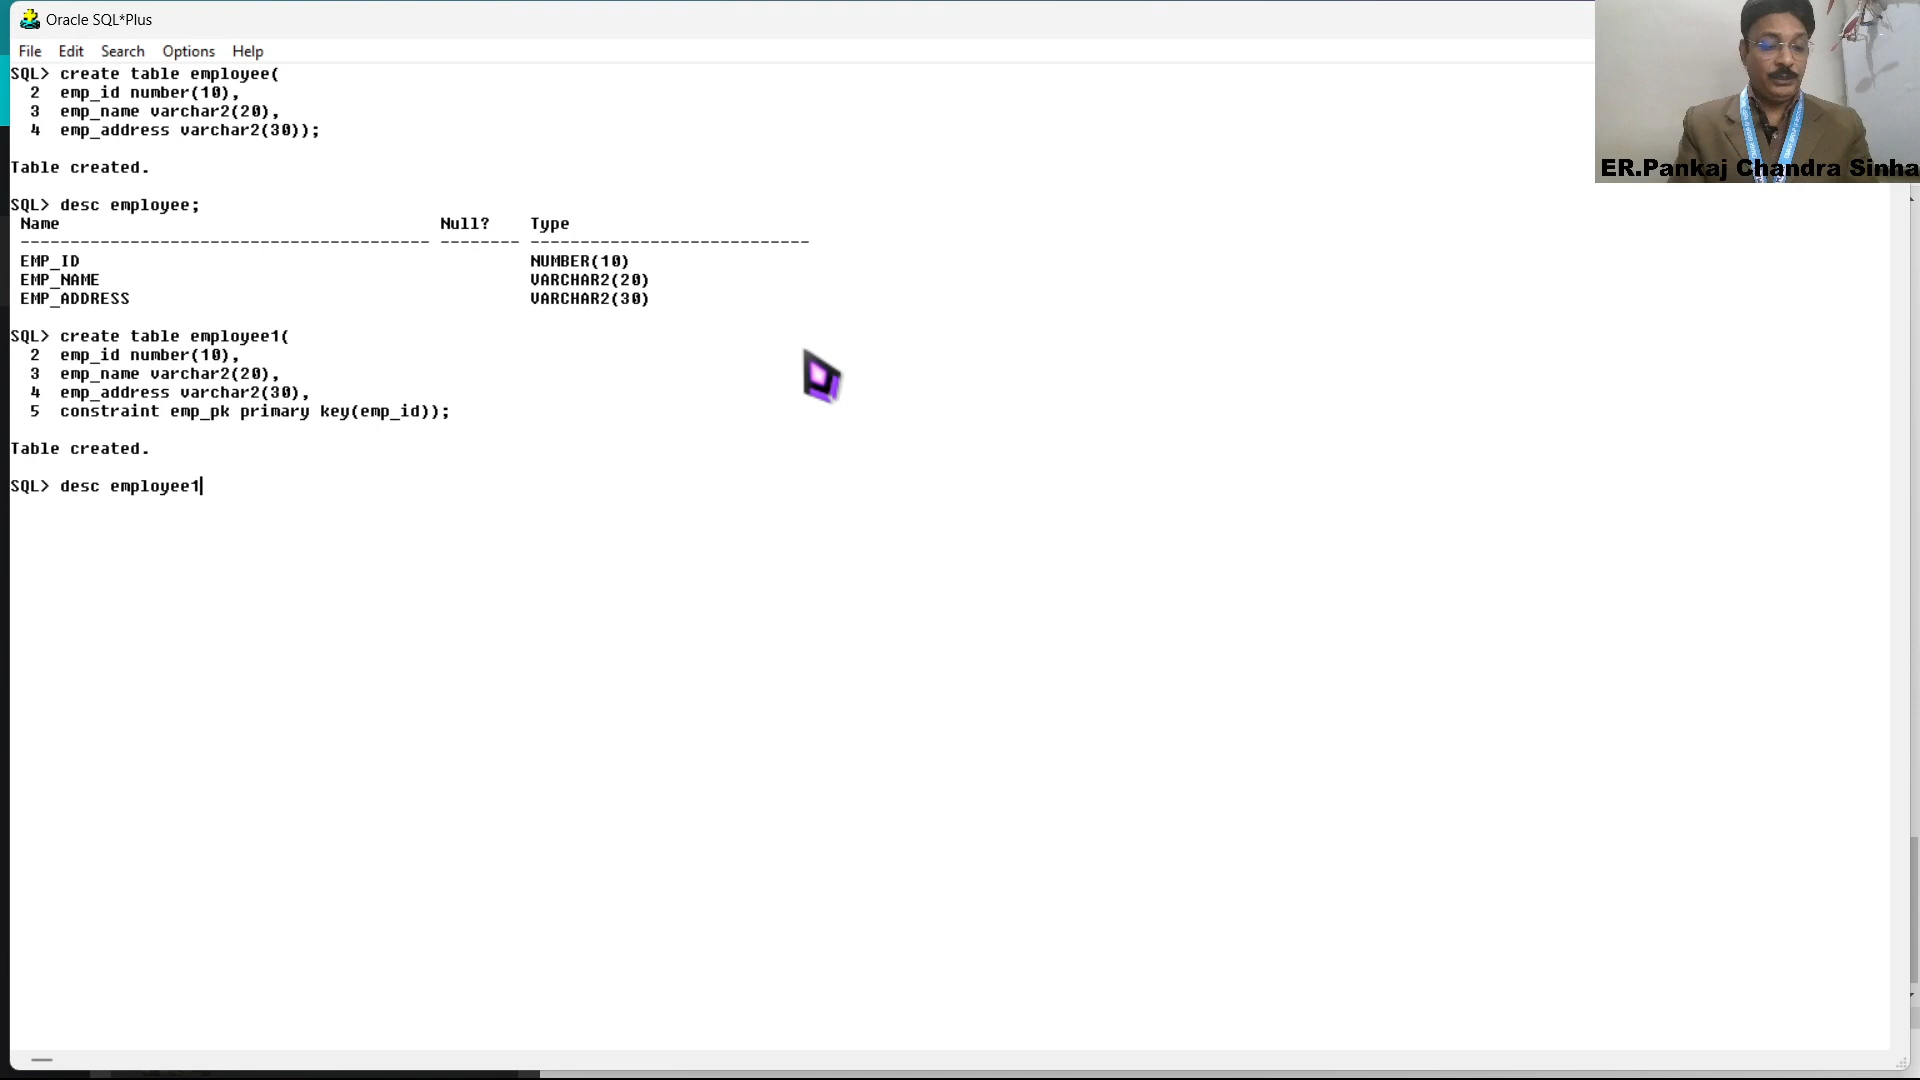 Oracle SQL*Plus
File Edit Search Options Help
SQL> create table employee(
2 emp_id number(10),
3 emp_name varchar2(20),
4 emp_address varchar2(30));
Table created.
SQL> desc employee;
Name Null? Type
----------------------------------------- -------- ----------------------------
EMP_ID NUMBER(10)
EMP_NAME VARCHAR2(20)
EMP_ADDRESS VARCHAR2(30)
SQL> create table employee1(
2 emp_id number(10),
3 emp_name varchar2(20),
4 emp_address varchar2(30),
5 constraint emp_pk primary key(emp_id));
Table created.
SQL> desc employee1
ER.Pankaj Chandra Sinha